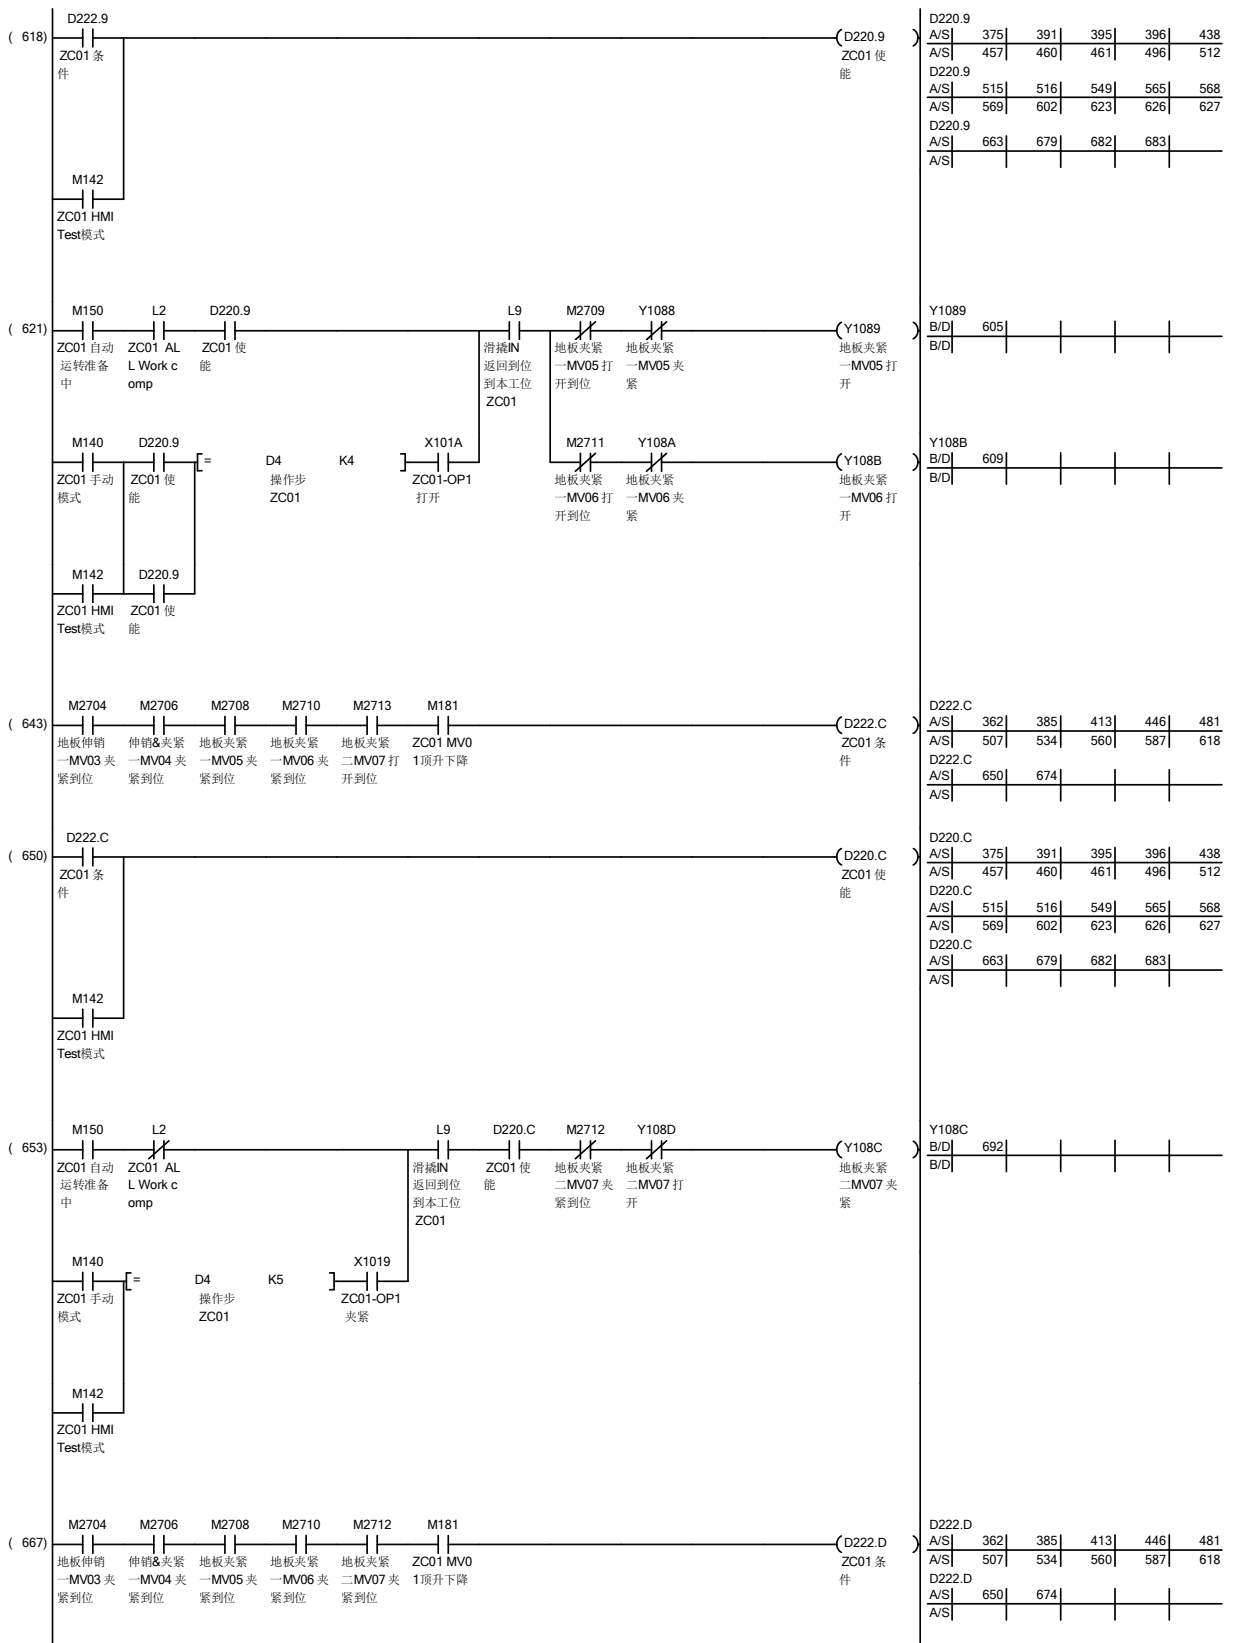 D222.9
( 618)
D220.9
ZC01 条
件
ZC01 使
能
D220.9
A/S 375 391 395 396 438
A/S 457 460 461 496 512
D220.9
A/S 515 516 549 565 568
A/S 569 602 623 626 627
D220.9
A/S 663 679 682 683
A/S
M142
ZC01 HMI
Test模式
M150 L2 D220.9 L9 M2709 Y1088
( 621) Y1089
ZC01 自动 ZC01 AL ZC01 使 滑撬IN 地板夹紧 地板夹紧 地板夹紧
运转准备 L Work c 能 返回到位 一MV05 打 一MV05 夹 一MV05 打
中 omp 到本工位 开到位 紧 开
ZC01
Y1089
B/D 605
B/D
M140 D220.9 X101A M2711 Y108A
[= D4 K4 ] Y108B
ZC01 手动 ZC01 使 操作步 ZC01-OP1 地板夹紧 地板夹紧 地板夹紧
模式 能 ZC01 打开 一MV06 打 一MV06 夹 一MV06 打
开到位 紧 开
Y108B
B/D 609
B/D
M142 D220.9
ZC01 HMI ZC01 使
Test模式 能
M2704 M2706 M2708 M2710 M2713 M181
( 643) D222.C
地板伸销 伸销&夹紧 地板夹紧 地板夹紧 地板夹紧 ZC01 MV0 ZC01 条
一MV03 夹 一MV04 夹 一MV05 夹 一MV06 夹 二MV07 打 1顶升下降 件
紧到位 紧到位 紧到位 紧到位 开到位
D222.C
A/S 362 385 413 446 481
A/S 507 534 560 587 618
D222.C
A/S 650 674
A/S
D222.C
( 650) D220.C
ZC01 条 ZC01 使
件 能
D220.C
A/S 375 391 395 396 438
A/S 457 460 461 496 512
D220.C
A/S 515 516 549 565 568
A/S 569 602 623 626 627
D220.C
A/S 663 679 682 683
A/S
M142
ZC01 HMI
Test模式
M150 L2 L9 D220.C M2712 Y108D
( 653) Y108C
ZC01 自动 ZC01 AL 滑撬IN ZC01 使 地板夹紧 地板夹紧 地板夹紧
运转准备 L Work c 返回到位 能 二MV07 夹 二MV07 打 二MV07 夹
中 omp 到本工位 紧到位 开 紧
ZC01
Y108C
B/D 692
B/D
M140 X1019
[= D4 K5 ]
ZC01 手动 操作步 ZC01-OP1
模式 ZC01 夹紧
M142
ZC01 HMI
Test模式
M2704 M2706 M2708 M2710 M2712 M181
( 667) D222.D
地板伸销 伸销&夹紧 地板夹紧 地板夹紧 地板夹紧 ZC01 MV0 ZC01 条
一MV03 夹 一MV04 夹 一MV05 夹 一MV06 夹 二MV07 夹 1顶升下降 件
紧到位 紧到位 紧到位 紧到位 紧到位
D222.D
A/S 362 385 413 446 481
A/S 507 534 560 587 618
D222.D
A/S 650 674
A/S